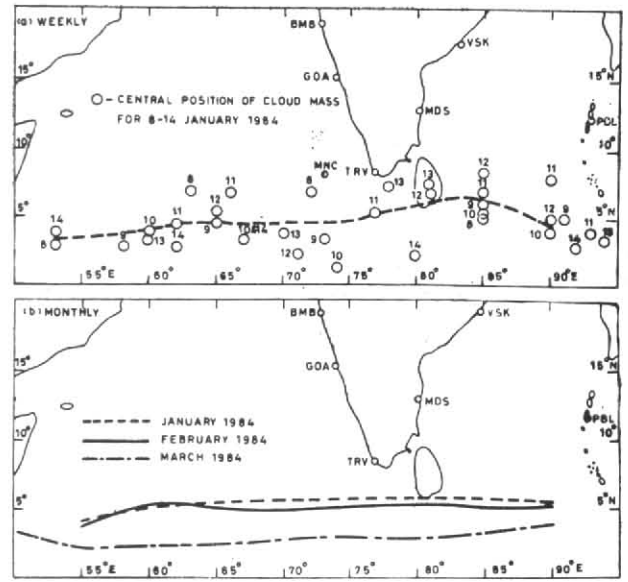 (a) WEEKLY
BMB
VSK
15°
GOA
15°N
○ - CENTRAL POSITION OF CLOUD MASS
FOR 8-14 JANUARY 1984
MDS
PBL
10°
10°
MNC TRV
8 11 8 13 13 12 12 11 11
5°
14 10 11 12 9 11 9 10 8 12 9 5°N
8 9 13 14 14 13 9 12 10 14 10 14 11
55°E 60° 65° 70° 75° 80° 85° 90°E
(b) MONTHLY
BMB
VSK
15°
GOA
15°N
MDS
JANUARY 1984
FEBRUARY 1984
MARCH 1984
PBL
10°
10°
TRV
5°
5°N
55°E 60° 65° 70° 75° 80° 85° 90°E